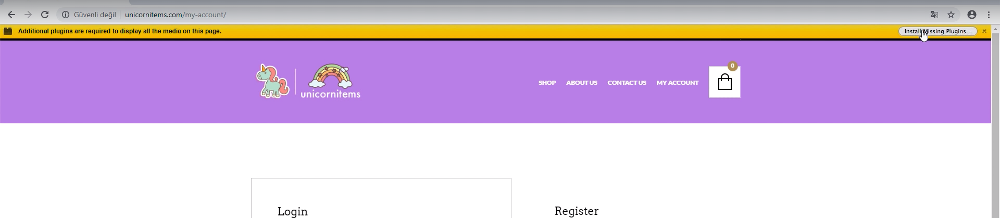 Güvenli değil unicornitems.com/my-account/
Additional plugins are required to display all the media on this page. Install Missing Plugins...
0
unicornitems SHOP ABOUT US CONTACT US MY ACCOUNT
Login Register